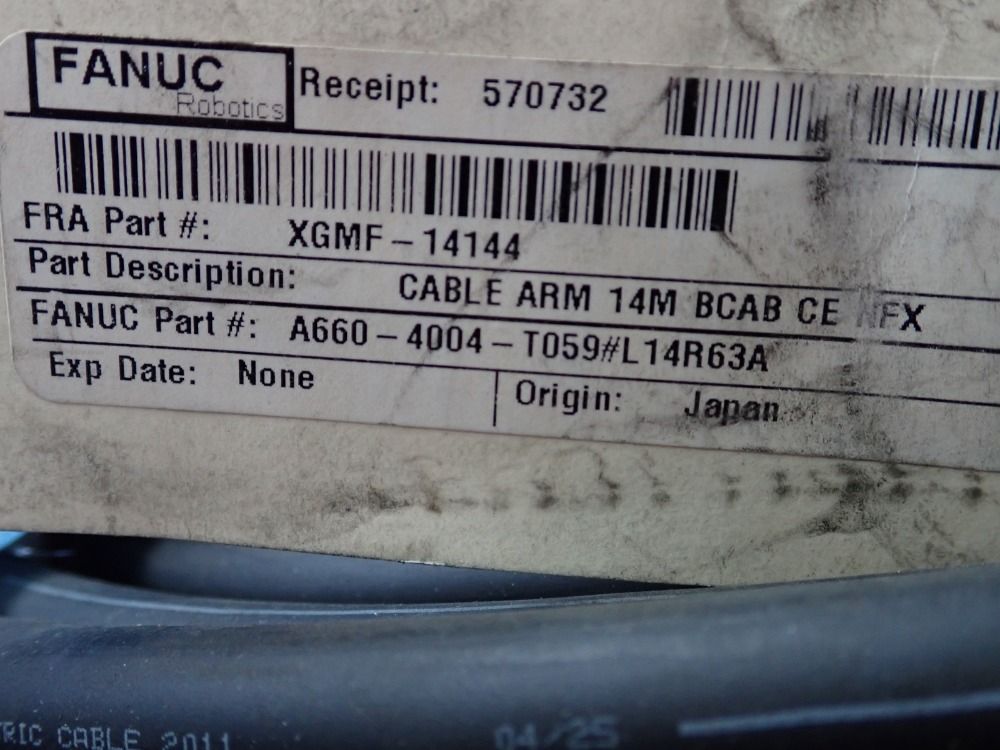 FANUC
Robotics
Receipt: 570732
FRA Part #: XGMF-14144
Part Description: CABLE ARM 14M BCAB CE
FANUC Part #: A660-4004-T059#L14R63A
Exp Date: None Origin: Japan
CABLE 2011 04/25